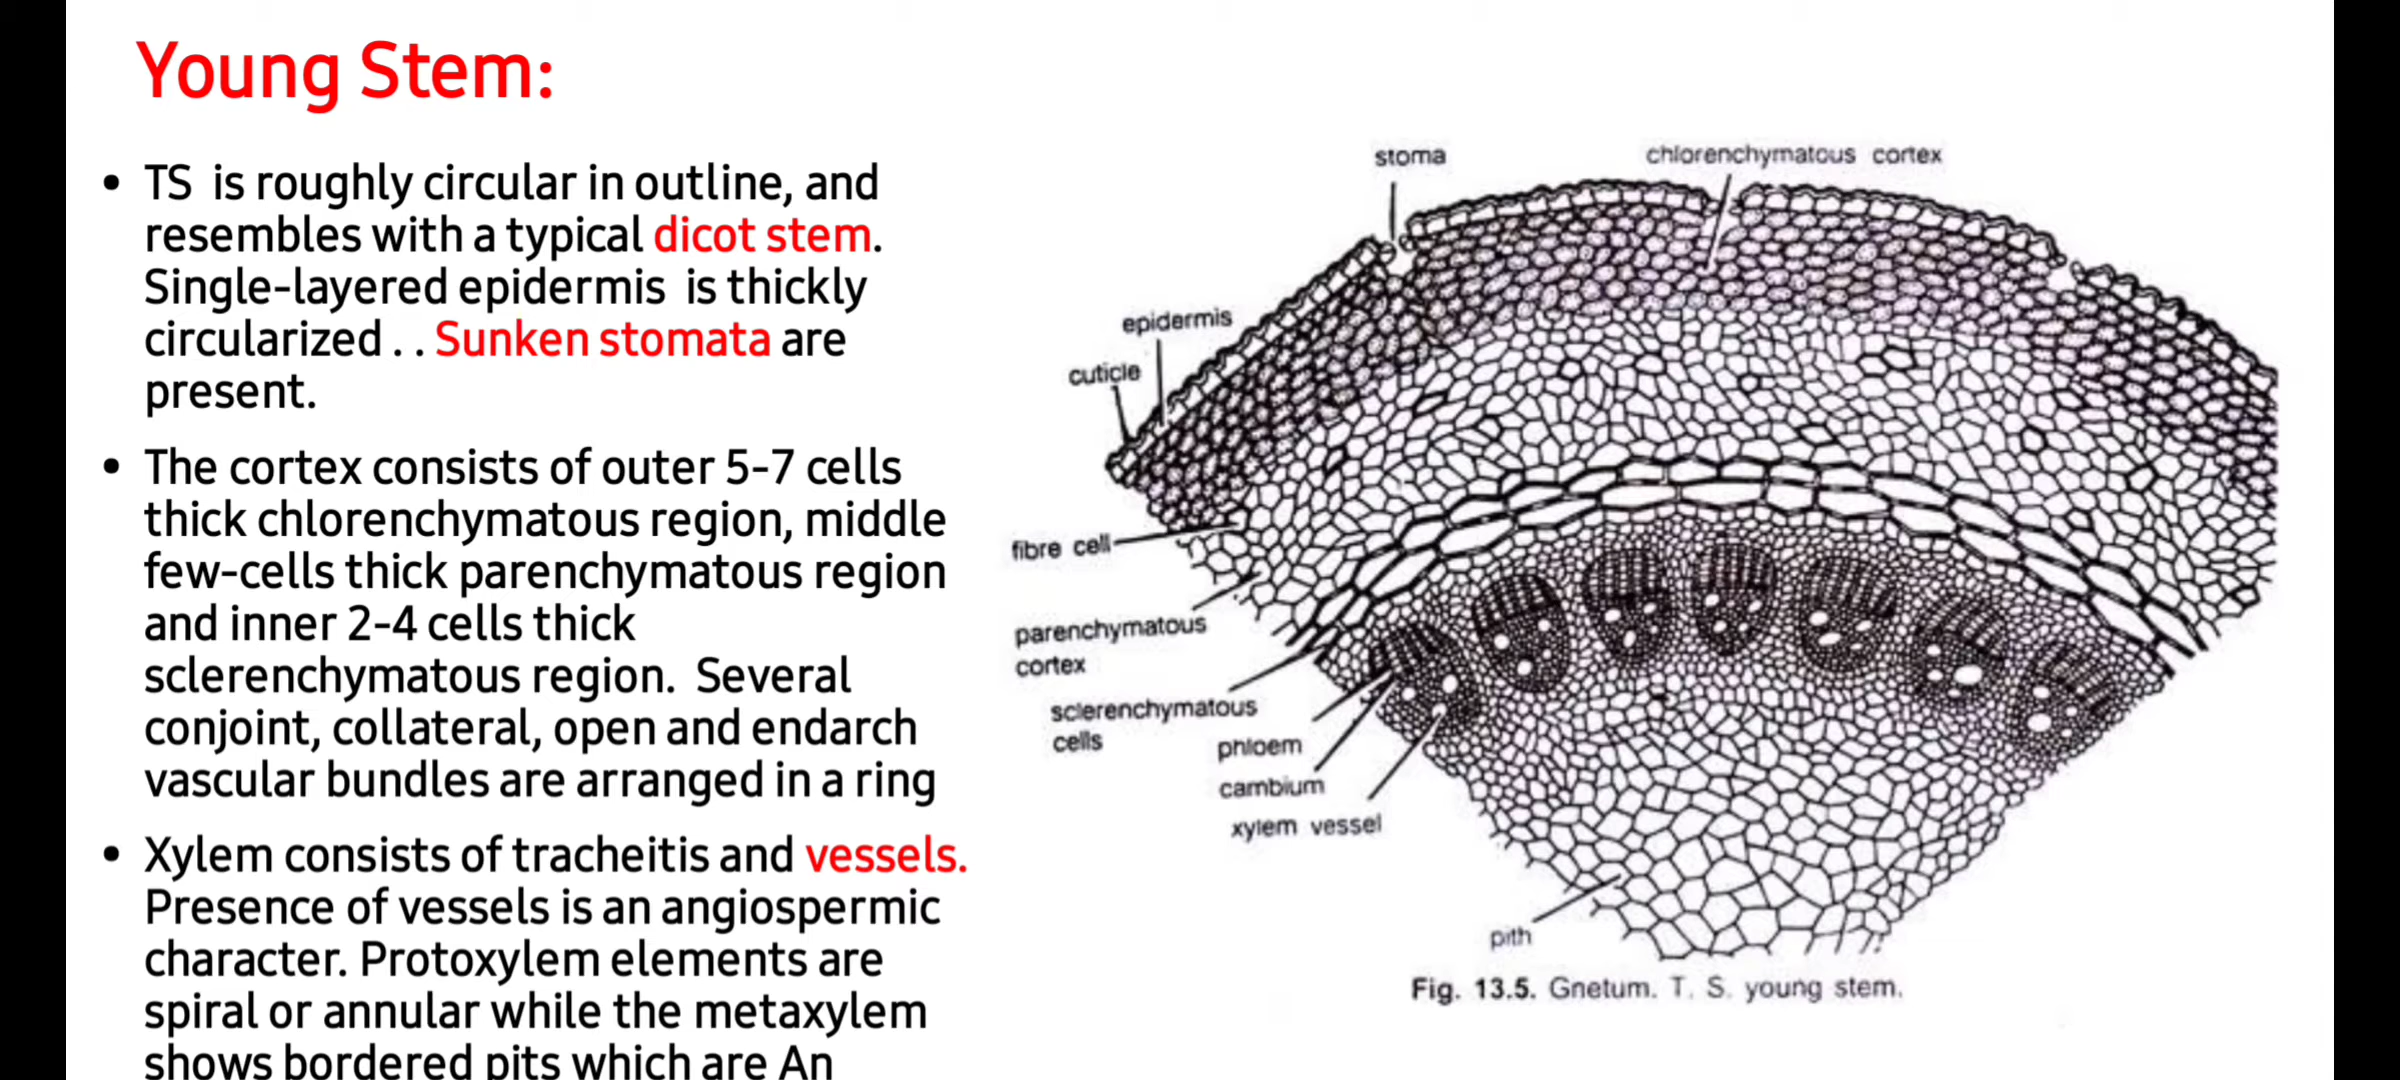 Young Stem:
• TS is roughly circular in outline, and
resembles with a typical dicot stem.
Single-layered epidermis is thickly
circularized . . Sunken stomata are
present.
• The cortex consists of outer 5-7 cells
thick chlorenchymatous region, middle
few-cells thick parenchymatous region
and inner 2-4 cells thick
sclerenchymatous region. Several
conjoint, collateral, open and endarch
vascular bundles are arranged in a ring
• Xylem consists of tracheitis and vessels.
Presence of vessels is an angiospermic
character. Protoxylem elements are
spiral or annular while the metaxylem
shows bordered pits which are An
stoma
chlorenchymatous cortex
epidermis
cuticle
fibre cell
parenchymatous
cortex
sclerenchymatous
cells
phloem
cambium
xylem vessel
pith
Fig. 13.5. Gnetum. T. S. young stem.